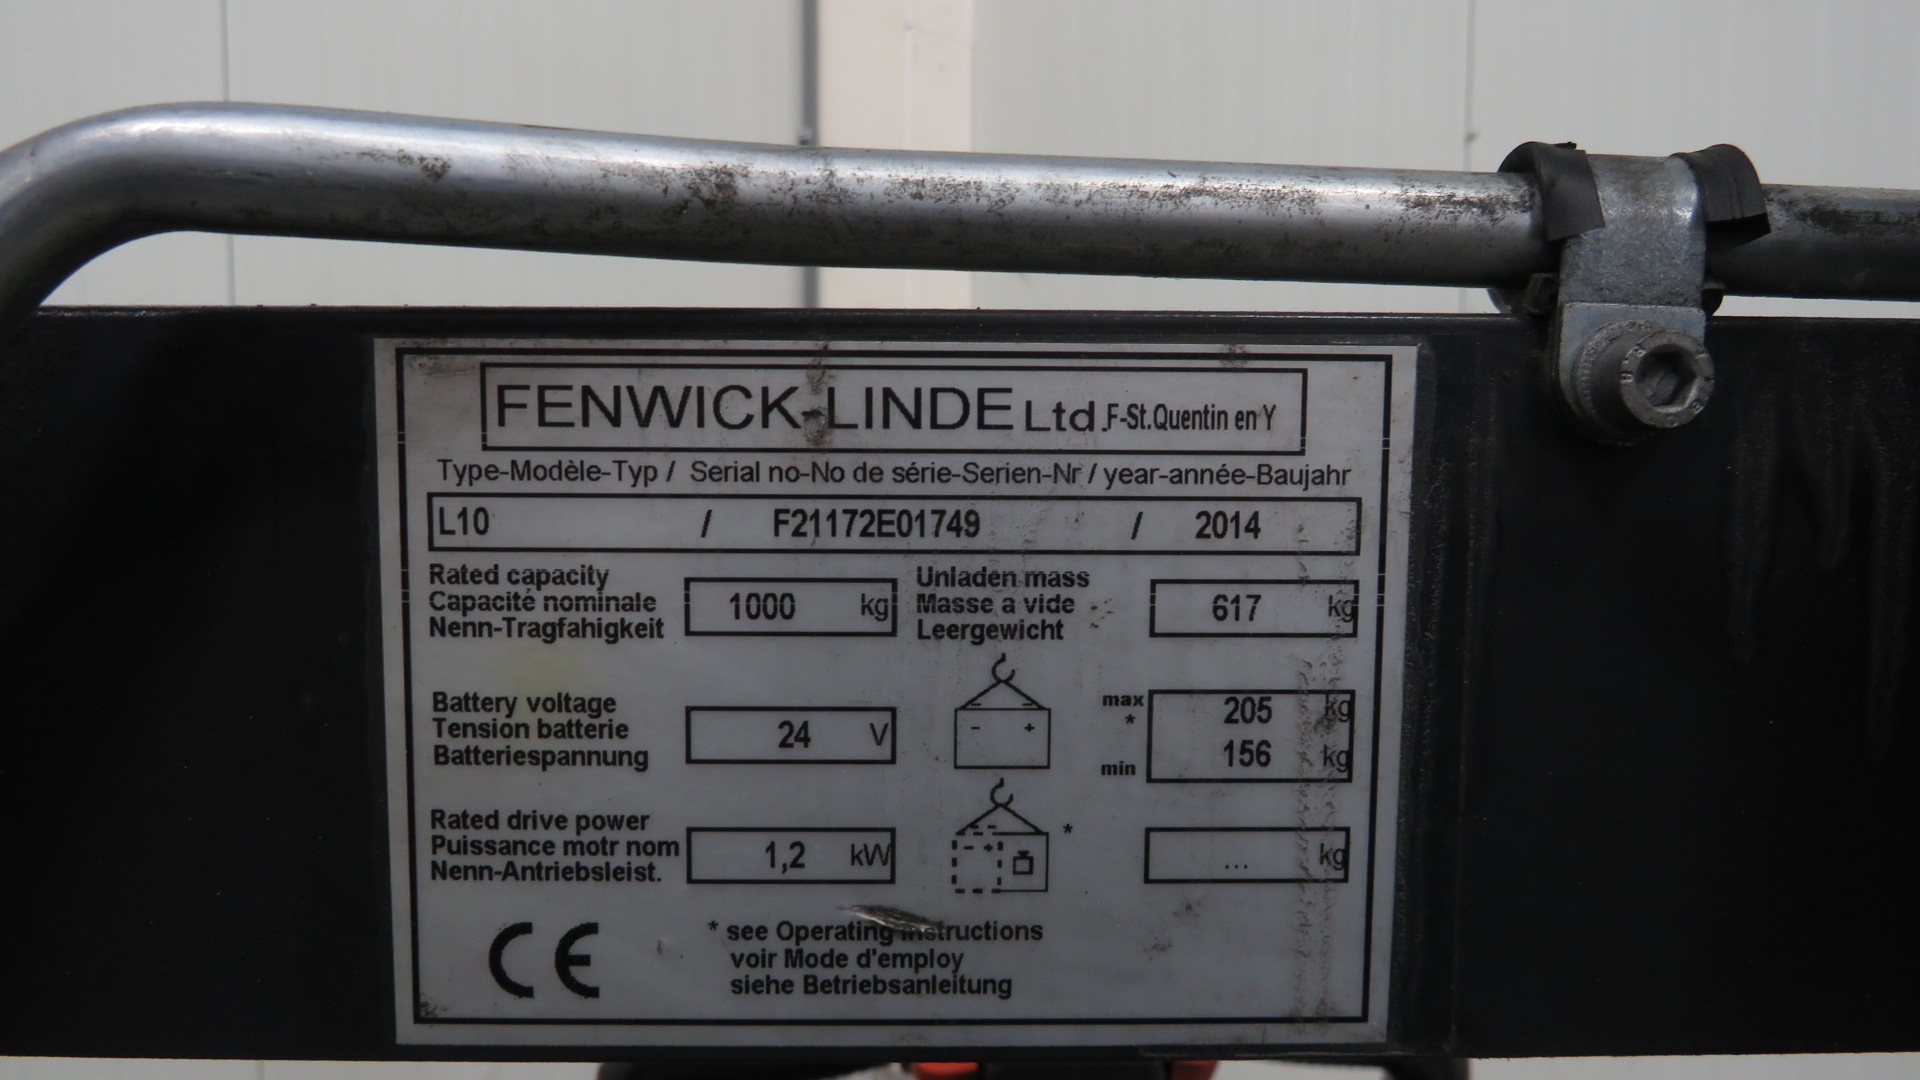 FENWICK-LINDE Ltd.F-St.Quentin en Y
Type-Modèle-Typ / Serial no-No de série-Serien-Nr / year-année-Baujahr
L10 / F21172E01749 / 2014
Rated capacity
Capacité nominale
Nenn-Tragfahigkeit
1000 kg
Unladen mass
Masse a vide
Leergewicht
617 kg
Battery voltage
Tension batterie
Batteriespannung
24 V
- +
max 205 kg
*
min 156 kg
Rated drive power
Puissance motr nom
Nenn-Antriebsleist.
1,2 kW
- +
*
... kg
CE
* see Operating instructions
voir Mode d'employ
siehe Betriebsanleitung